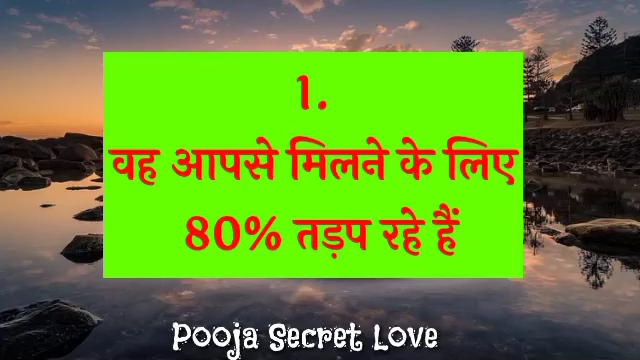 1.
वह आपसे मिलने के लिए
80% तड़प रहे हैं
Pooja Secret Love